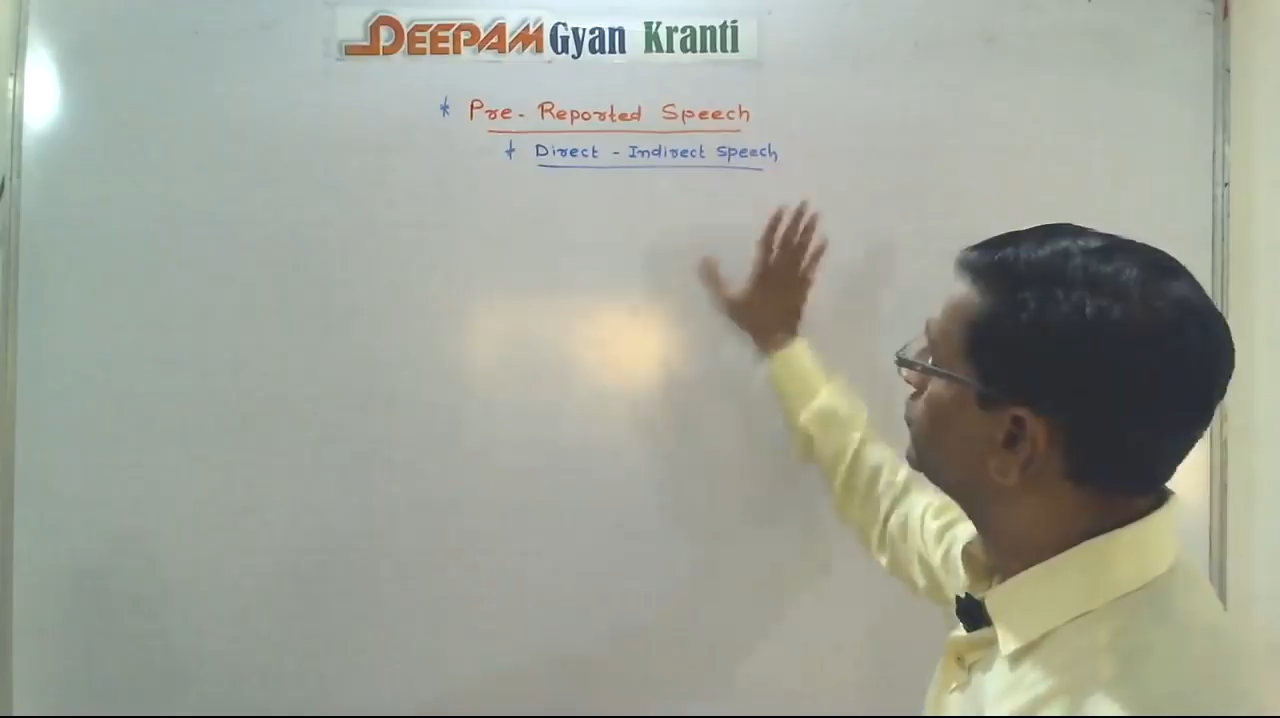 DEEPAM Gyan Kranti
* Pre- Reported Speech
+ Direct - Indirect Speech